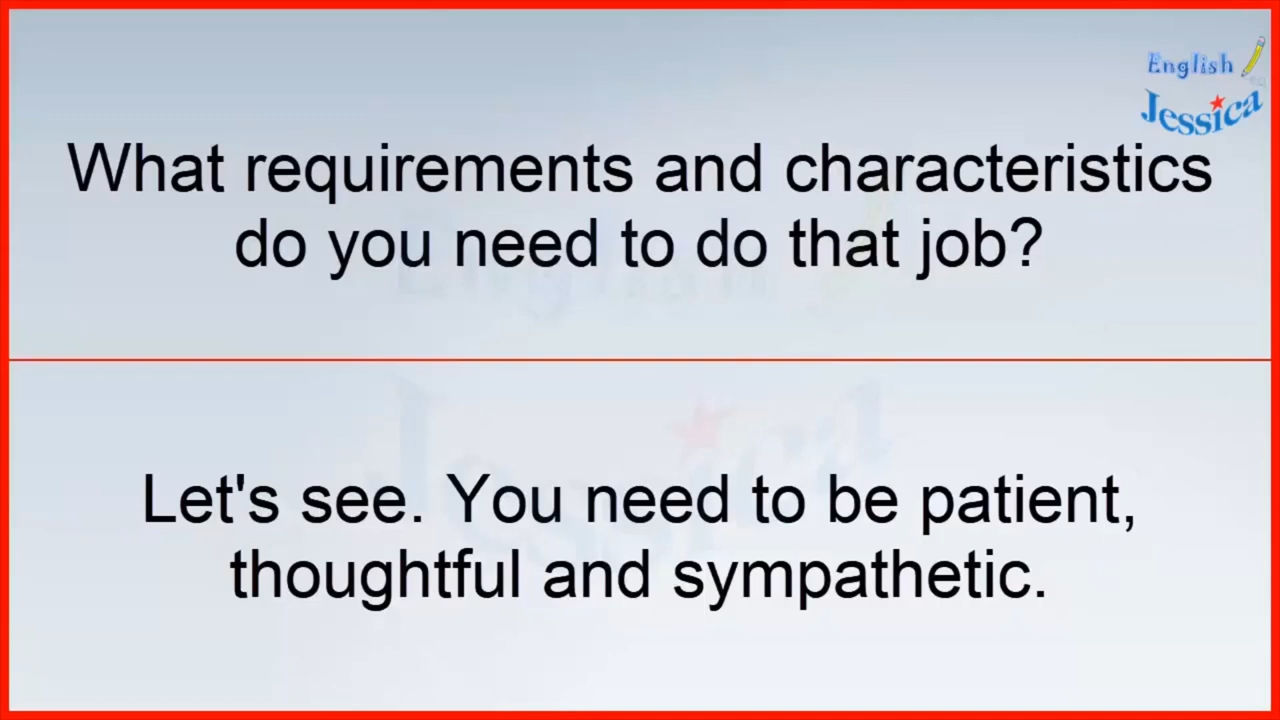 English
Jessica
What requirements and characteristics
do you need to do that job?
Let's see. You need to be patient,
thoughtful and sympathetic.